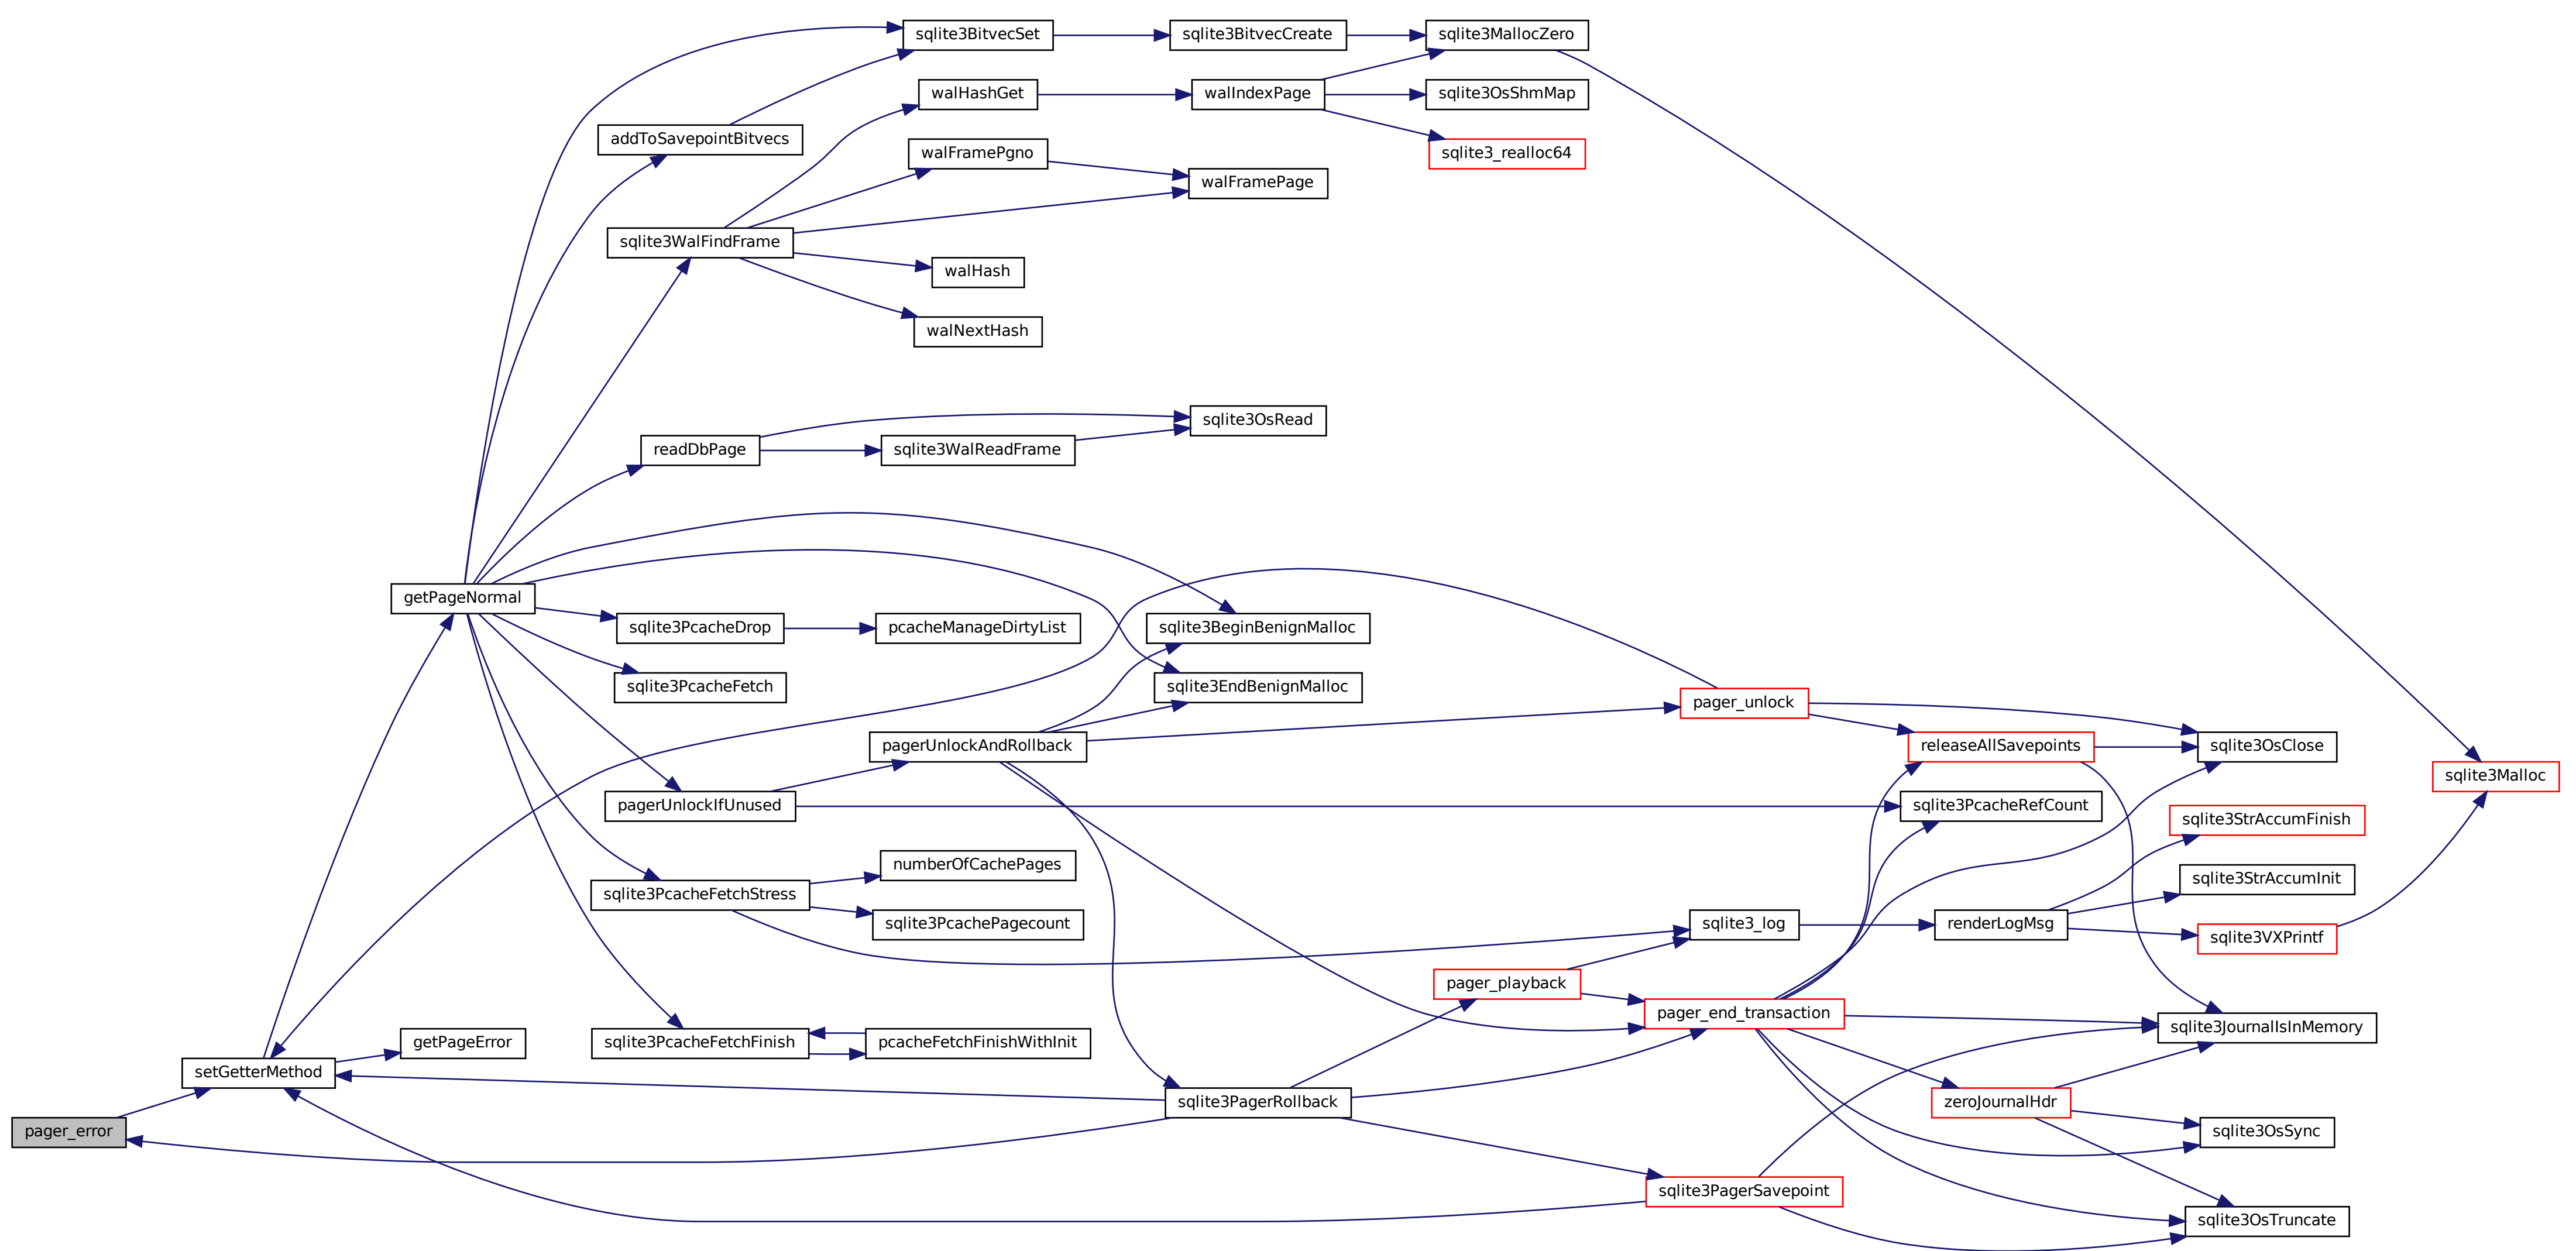 sqlite3BitvecSet
sqlite3BitvecCreate
sqlite3MallocZero
walHashGet
walIndexPage
sqlite3OsShmMap
addToSavepointBitvecs
walFramePgno
sqlite3_realloc64
walFramePage
sqlite3WalFindFrame
walHash
walNextHash
sqlite3OsRead
readDbPage
sqlite3WalReadFrame
getPageNormal
sqlite3PcacheDrop
pcacheManageDirtyList
sqlite3BeginBenignMalloc
sqlite3PcacheFetch
sqlite3EndBenignMalloc
pager_unlock
pagerUnlockAndRollback
releaseAllSavepoints
sqlite3OsClose
sqlite3Malloc
pagerUnlockIfUnused
sqlite3PcacheRefCount
sqlite3StrAccumFinish
numberOfCachePages
sqlite3PcacheFetchStress
sqlite3StrAccumInit
sqlite3PcachePagecount
sqlite3_log
renderLogMsg
sqlite3VXPrintf
pager_playback
pager_end_transaction
sqlite3JournalIsInMemory
getPageError
sqlite3PcacheFetchFinish
pcacheFetchFinishWithInit
setGetterMethod
sqlite3PagerRollback
zeroJournalHdr
pager_error
sqlite3OsSync
sqlite3PagerSavepoint
sqlite3OsTruncate